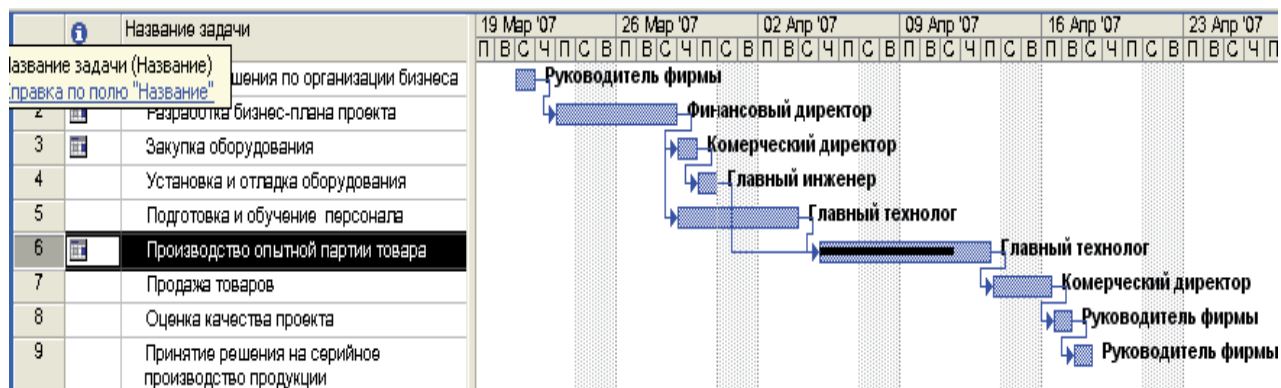 Название задачи
19 Мар '07 26 Мар '07 02 Апр '07 09 Апр '07 16 Апр '07 23 Апр '07
П В С Ч П С В П В С Ч П С В П В С Ч П С В П В С Ч П С В П В С Ч П С В П В С Ч П
Название задачи (Название)
Справка по полю "Название"
шения по организации бизнеса Руководитель фирмы
2 Разработка бизнес-плана проекта Финансовый директор
3 Закупка оборудования Комерческий директор
4 Установка и отладка оборудования Главный инженер
5 Подготовка и обучение персонала Главный технолог
6 Производство опытной партии товара Главный технолог
7 Продажа товаров Комерческий директор
8 Оценка качества проекта Руководитель фирмы
9 Принятие решения на серийное Руководитель фирмы
производство продукции